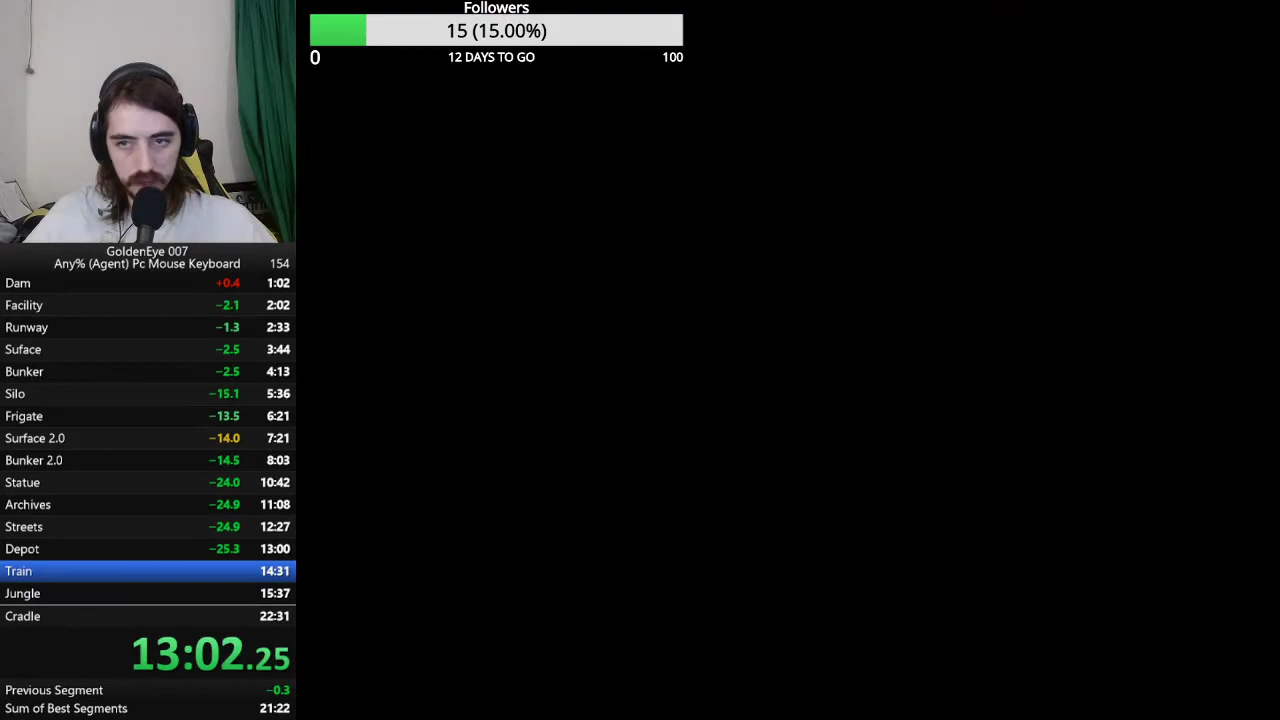 Followers
15 (15.00%)
0 12 DAYS TO GO 100
GoldenEye 007
Any% (Agent) Pc Mouse Keyboard 154
Dam +0.4 1:02
Facility −2.1 2:02
Runway −1.3 2:33
Suface −2.5 3:44
Bunker −2.5 4:13
Silo −15.1 5:36
Frigate −13.5 6:21
Surface 2.0 −14.0 7:21
Bunker 2.0 −14.5 8:03
Statue −24.0 10:42
Archives −24.9 11:08
Streets −24.9 12:27
Depot −25.3 13:00
Train 14:31
Jungle 15:37
Cradle 22:31
13:02.25
Previous Segment −0.3
Sum of Best Segments 21:22